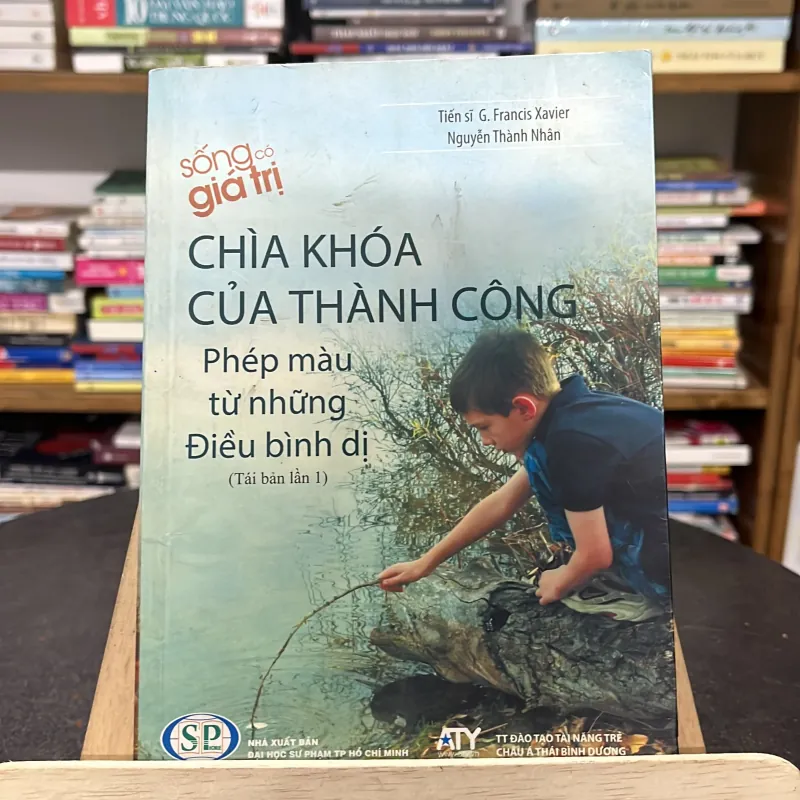 Tiến sĩ G. Francis Xavier
Nguyễn Thành Nhân
sống có
giá trị
CHÌA KHÓA
CỦA THÀNH CÔNG
Phép màu
từ những
Điều bình dị
(Tái bản lần 1)
SP
NHÀ XUẤT BẢN
ĐẠI HỌC SƯ PHẠM TP HỒ CHÍ MINH
ATY
TT ĐÀO TẠO TÀI NĂNG TRẺ
CHÂU Á THÁI BÌNH DƯƠNG